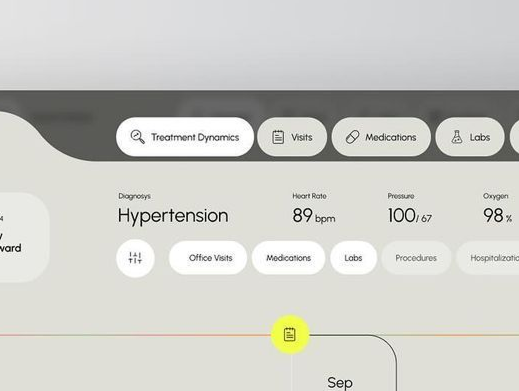 Treatment Dynamics
Visits
Medications
Labs
Diagnosys
Hypertension
Heart Rate
89 bpm
Pressure
100/ 67
Oxygen
98 %
4
ward
Office Visits
Medications
Labs
Procedures
Sep